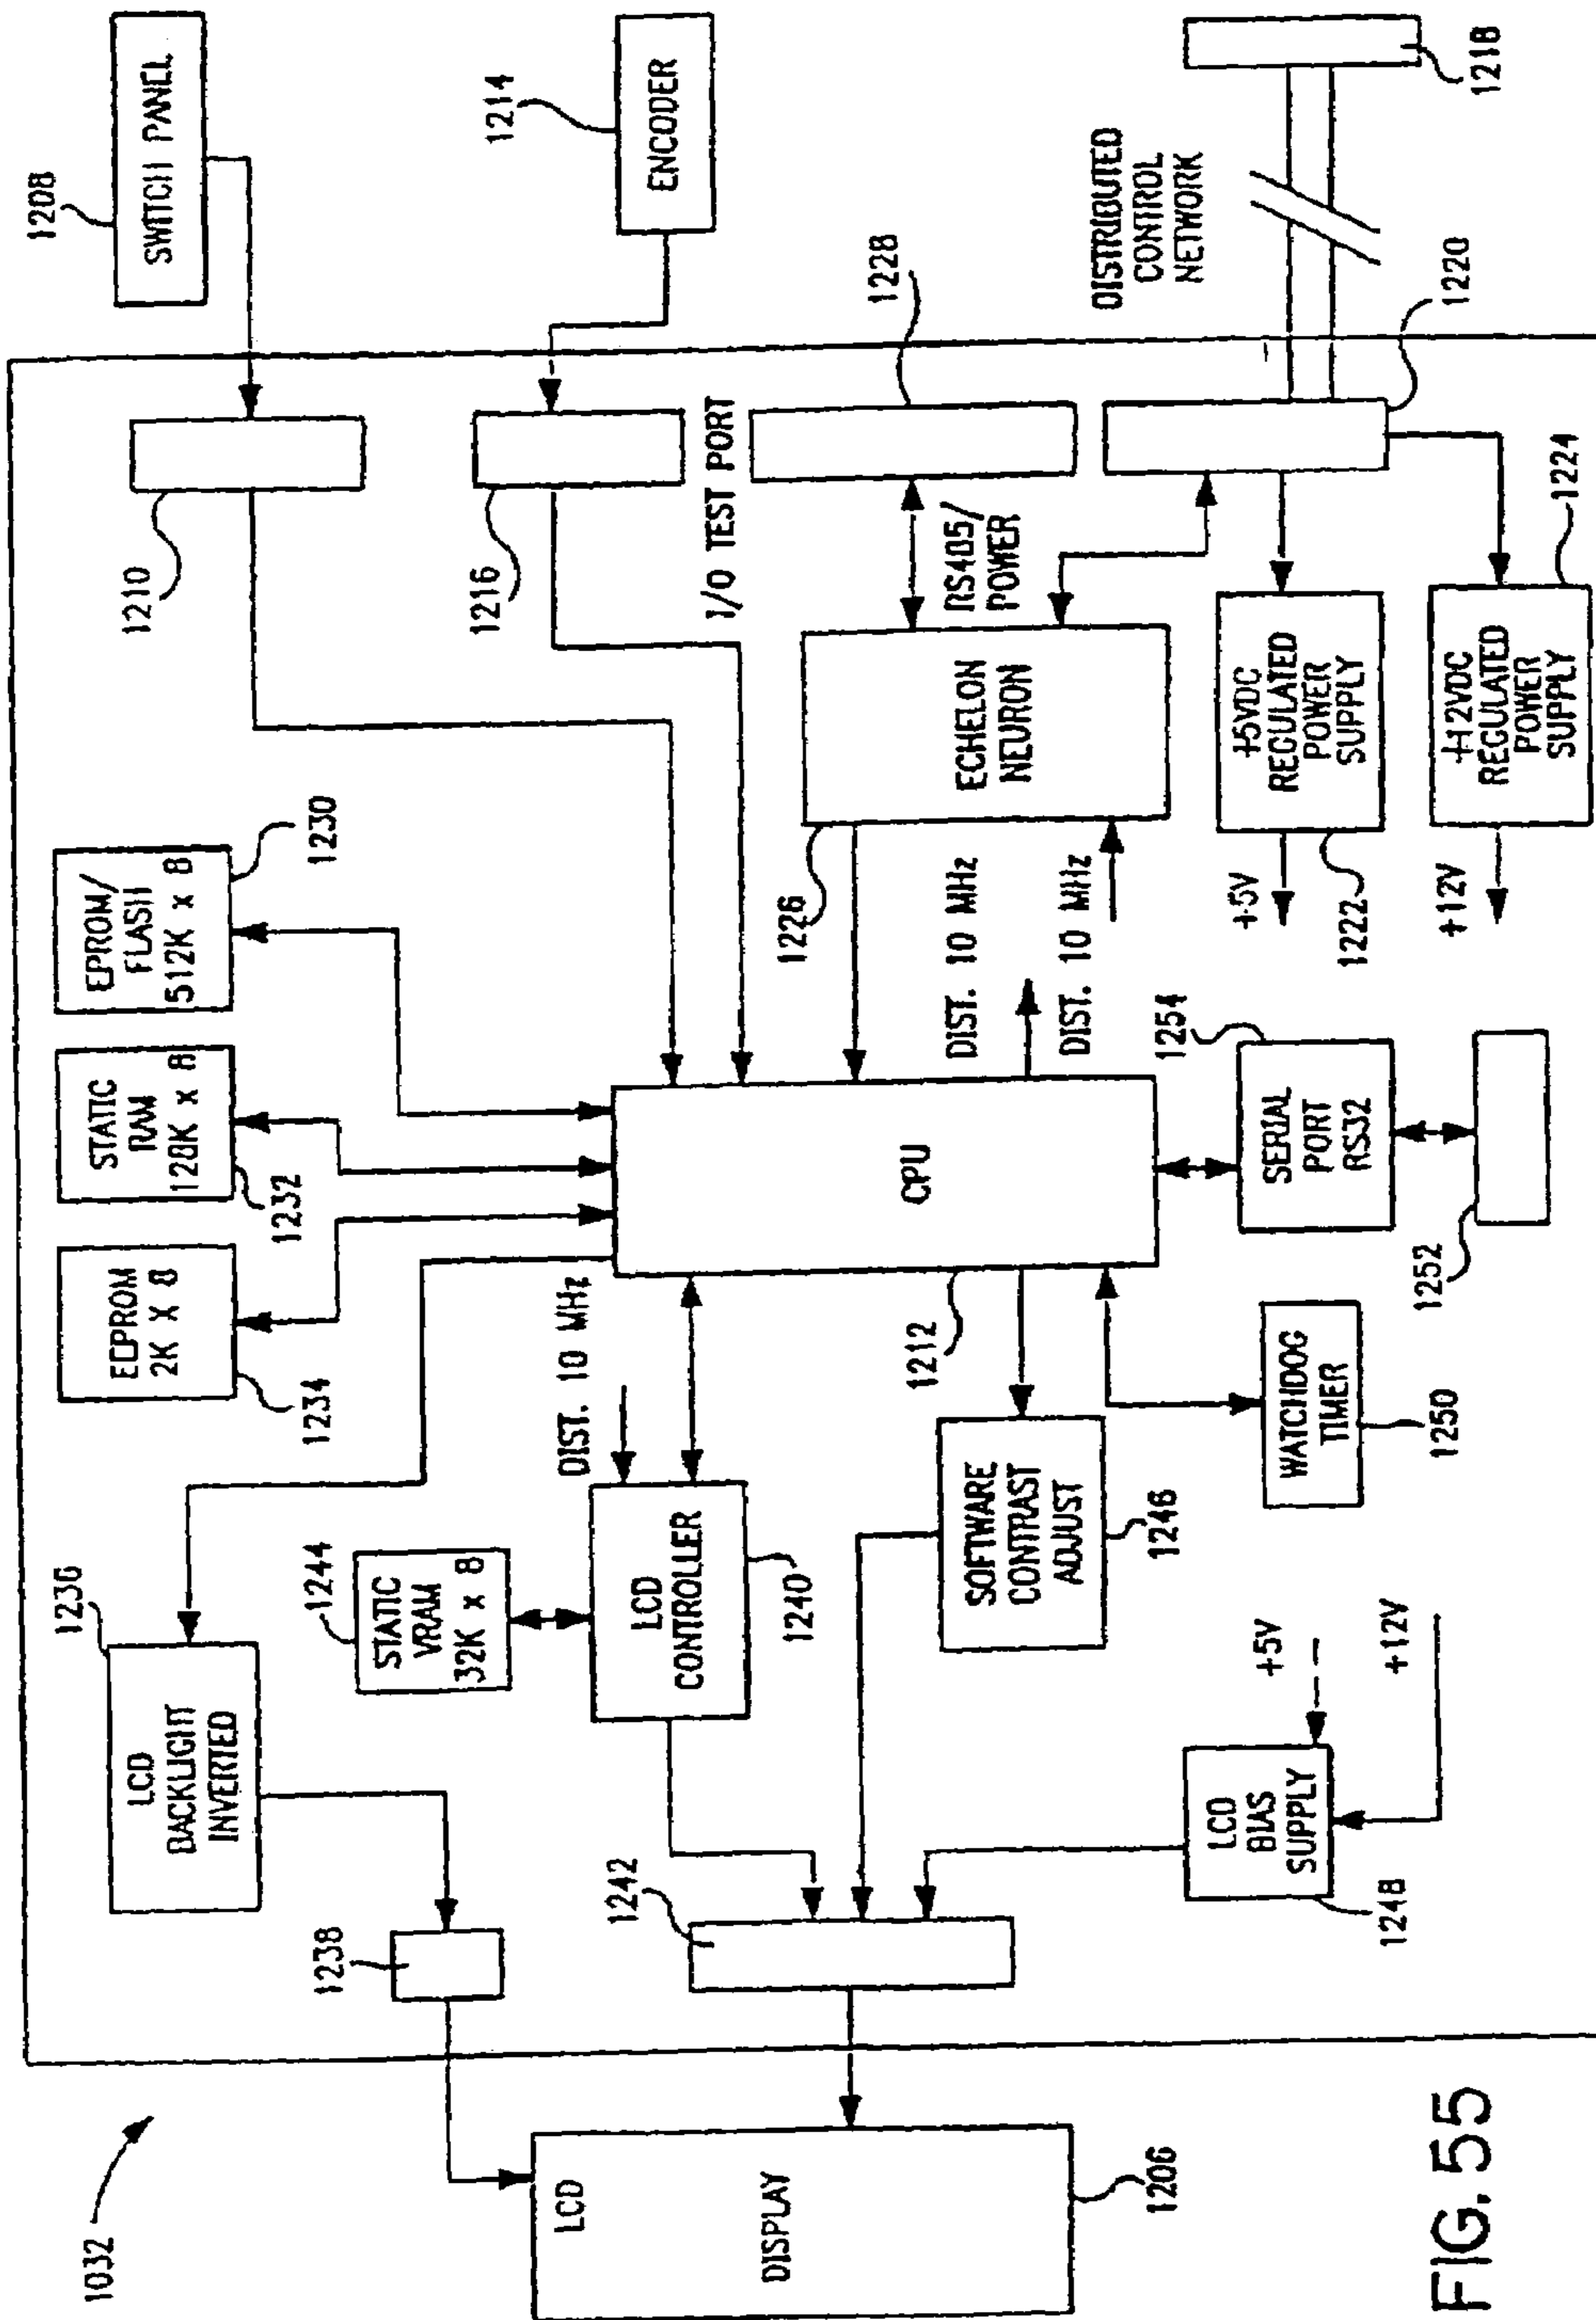 1032
LCD
DISPLAY
1206
1238
1242
1236
LCD
BACKLIGHT
INVERTED
1244
STATIC
VRAM
32K x 8
LCD
CONTROLLER
1240
DIST. 10 MHz
SOFTWARE
CONTRAST
ADJUST
1246
LCD
BIAS
SUPPLY
1248
+5V
+12V
WATCHDOG
TIMER
1250
EEPROM
2K X 8
1234
STATIC
RAM
128K x 8
1232
EPROM/
FLASH
512K x 8
1230
CPU
1212
SERIAL
PORT
RS32
1254
1252
DIST. 10 MHz
DIST. 10 MHz
1226
ECHELON
NEURON
RS485/
POWER
I/O TEST PORT
1228
1210
1216
1208
SWITCH PANEL
1214
ENCODER
DISTRIBUTED
CONTROL
NETWORK
1218
1220
+5VDC
REGULATED
POWER
SUPPLY
+5V
1222
+12VDC
REGULATED
POWER
SUPPLY
+12V
1224
FIG. 55